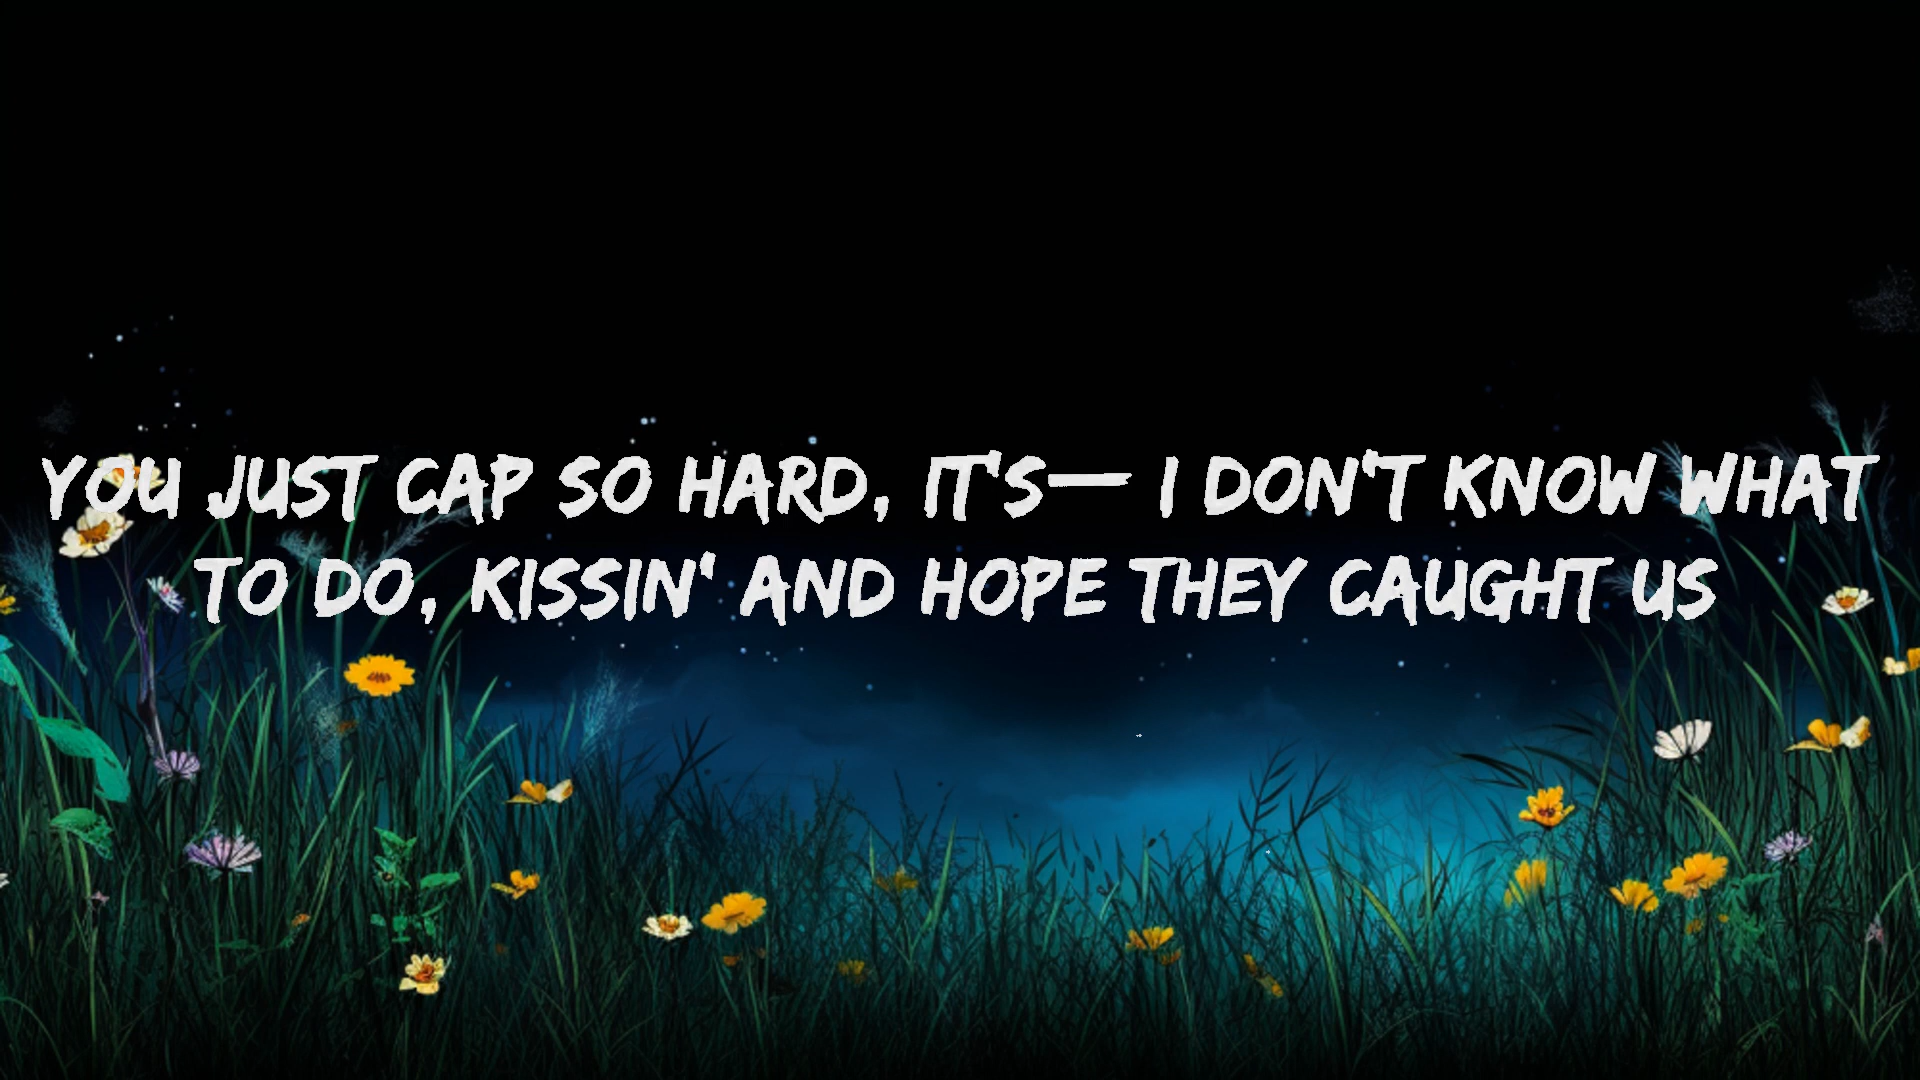 YOU JUST CAP SO HARD, IT'S— I DON'T KNOW WHAT
TO DO, KISSIN' AND HOPE THEY CAUGHT US